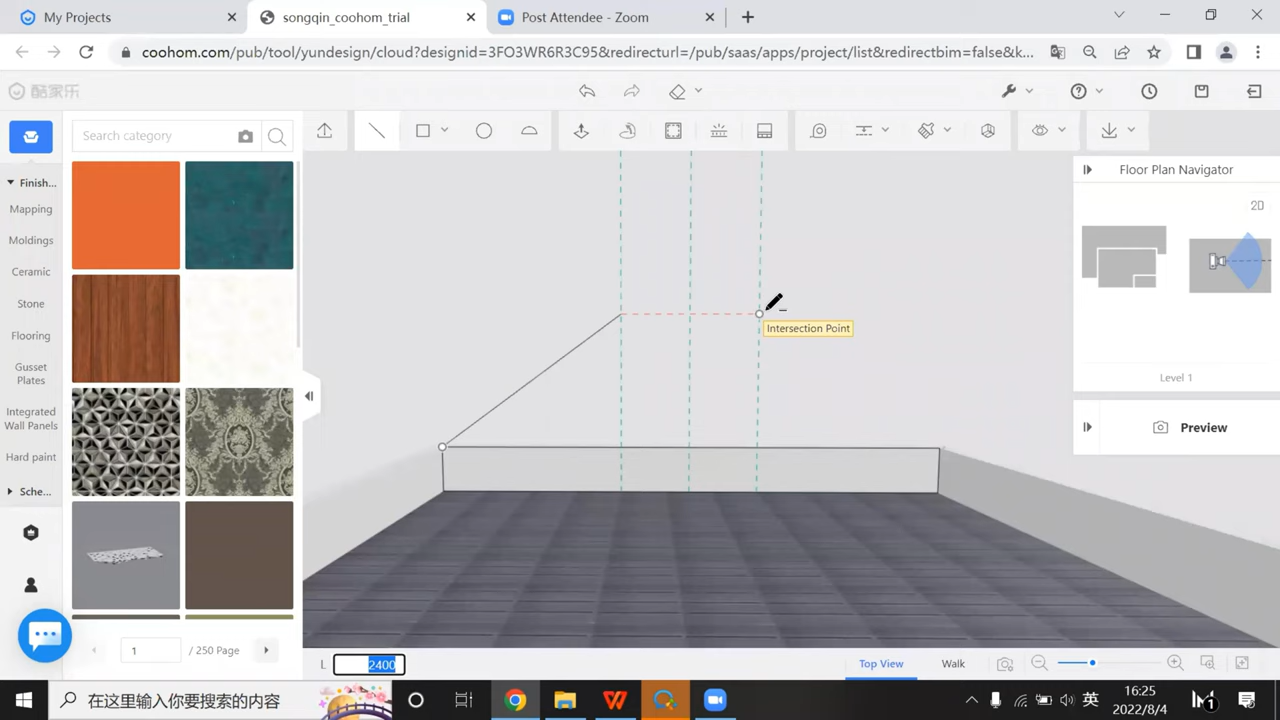 My Projects
songqin_coohom_trial
Post Attendee - Zoom
coohom.com/pub/tool/yundesign/cloud?designid=3FO3WR6R3C95&redirecturl=/pub/saas/apps/project/list&redirectbim=false&k...
酷家乐
Search category
Finish...
Mapping
Moldings
Ceramic
Stone
Flooring
Gusset
Plates
Integrated
Wall Panels
Hard paint
Sche...
1 / 250 Page
Intersection Point
Floor Plan Navigator
2D
Level 1
Preview
L 2400
Top View
Walk
在这里输入你要搜索的内容
英
16:25
2022/8/4
1